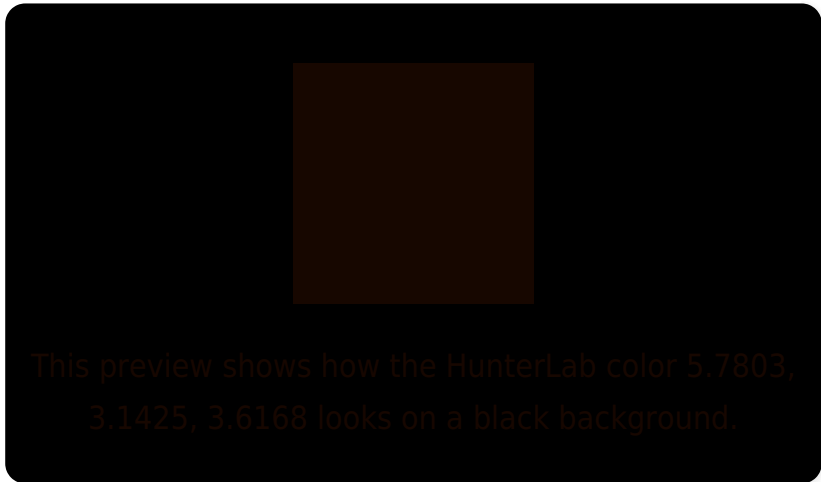 This preview shows how the HunterLab color 5.7803,
3.1425, 3.6168 looks on a black background.